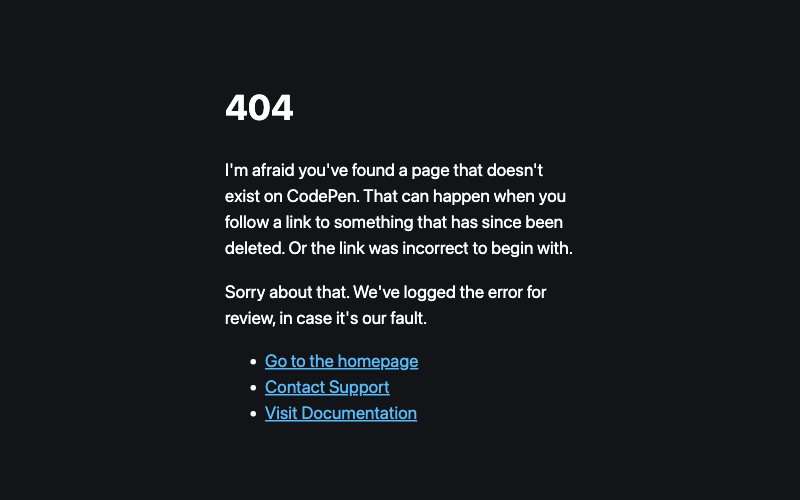 404
I'm afraid you've found a page that doesn't
exist on CodePen. That can happen when you
follow a link to something that has since been
deleted. Or the link was incorrect to begin with.
Sorry about that. We've logged the error for
review, in case it's our fault.
• Go to the homepage
• Contact Support
• Visit Documentation